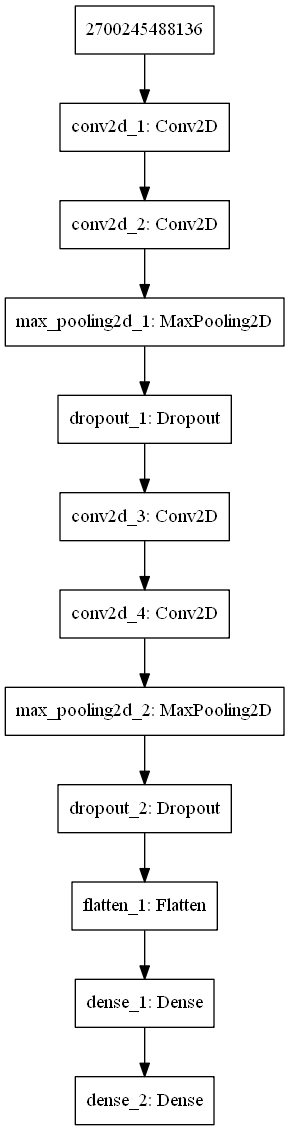 2700245488136
conv2d_1: Conv2D
conv2d_2: Conv2D
max_pooling2d_1: MaxPooling2D
dropout_1: Dropout
conv2d_3: Conv2D
conv2d_4: Conv2D
max_pooling2d_2: MaxPooling2D
dropout_2: Dropout
flatten_1: Flatten
dense_1: Dense
dense_2: Dense